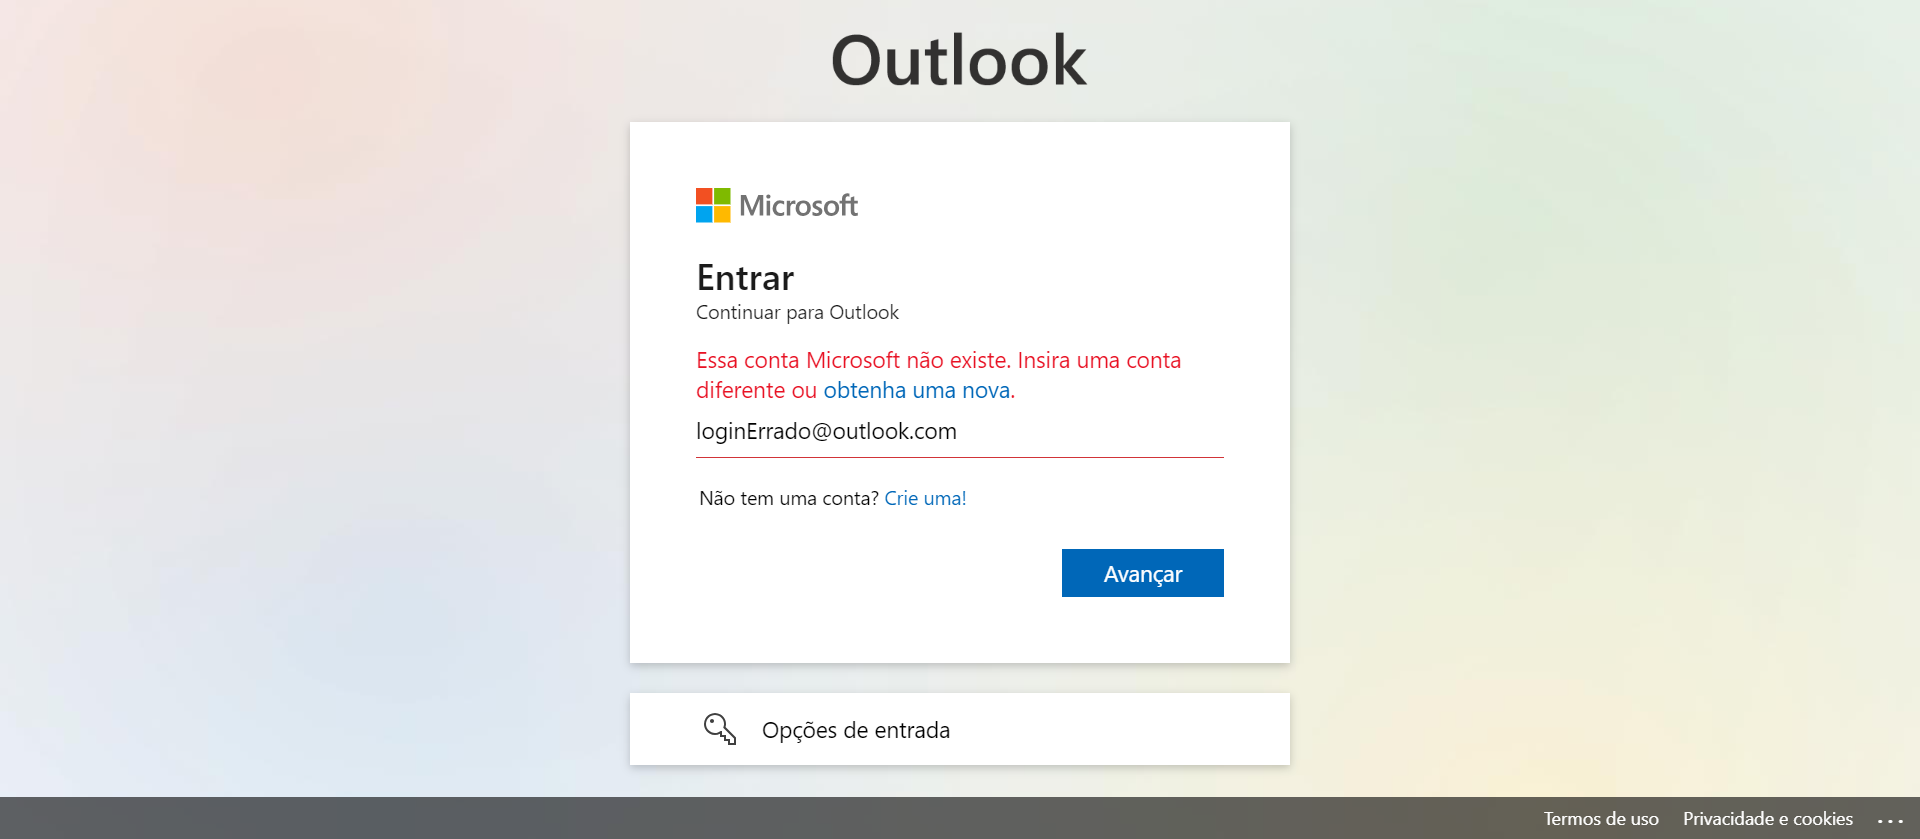 Outlook
Microsoft
Entrar
Continuar para Outlook
Essa conta Microsoft não existe. Insira uma conta
diferente ou obtenha uma nova.
loginErrado@outlook.com
Não tem uma conta? Crie uma!
Avançar
Opções de entrada
Termos de uso Privacidade e cookies ...